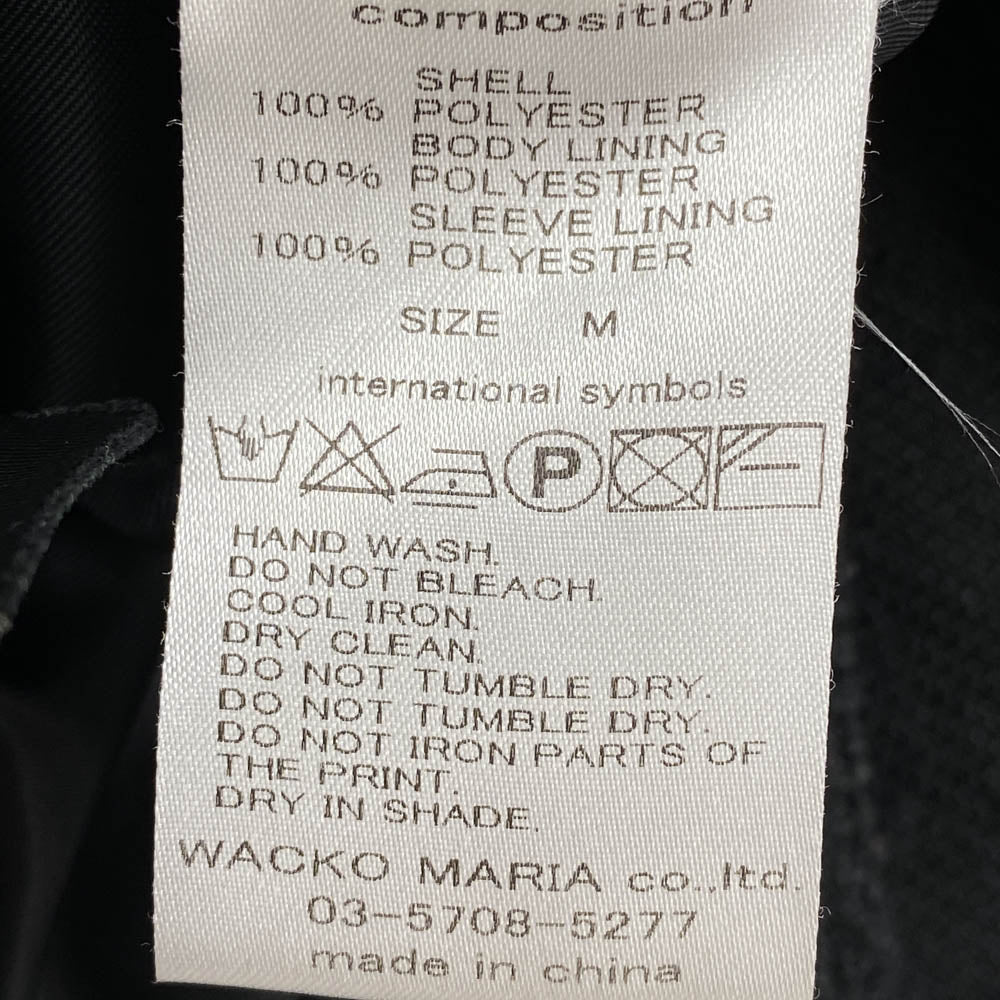 composition
SHELL
100% POLYESTER
BODY LINING
100% POLYESTER
SLEEVE LINING
100% POLYESTER
SIZE M
international symbols
P
HAND WASH.
DO NOT BLEACH.
COOL IRON.
DRY CLEAN.
DO NOT TUMBLE DRY.
DO NOT TUMBLE DRY.
DO NOT IRON PARTS OF
THE PRINT.
DRY IN SHADE.
WACKO MARIA co.,ltd.
03-5708-5277
made in china